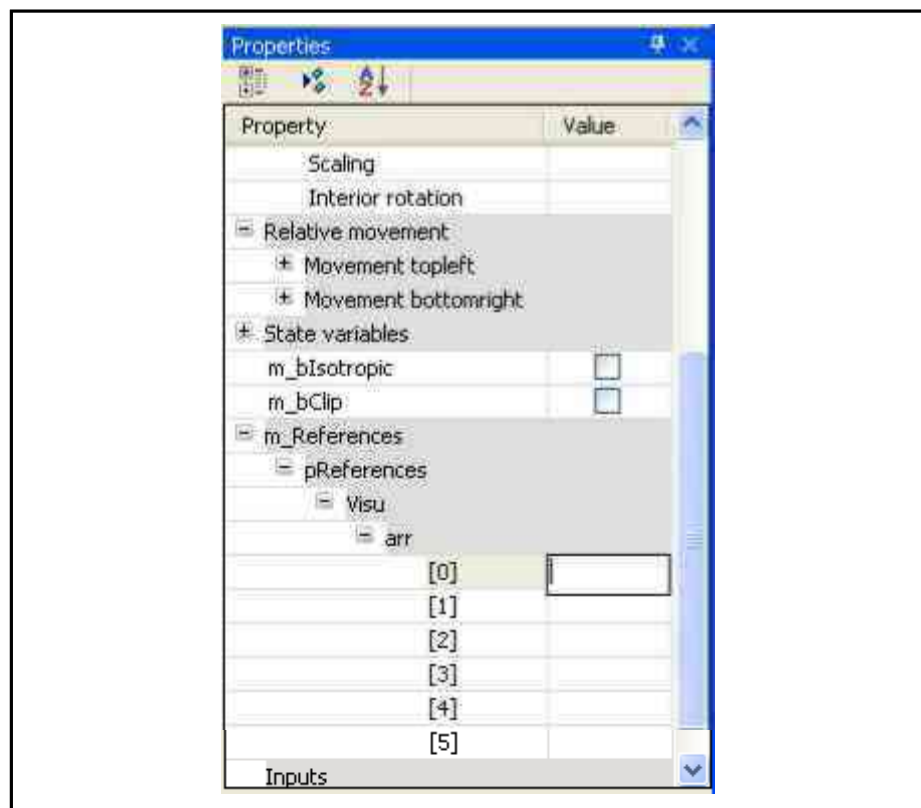 Properties
Property Value
Scaling
Interior rotation
Relative movement
Movement topleft
Movement bottomright
State variables
m_bIsotropic
m_bClip
m_References
pReferences
Visu
arr
[0]
[1]
[2]
[3]
[4]
[5]
Inputs